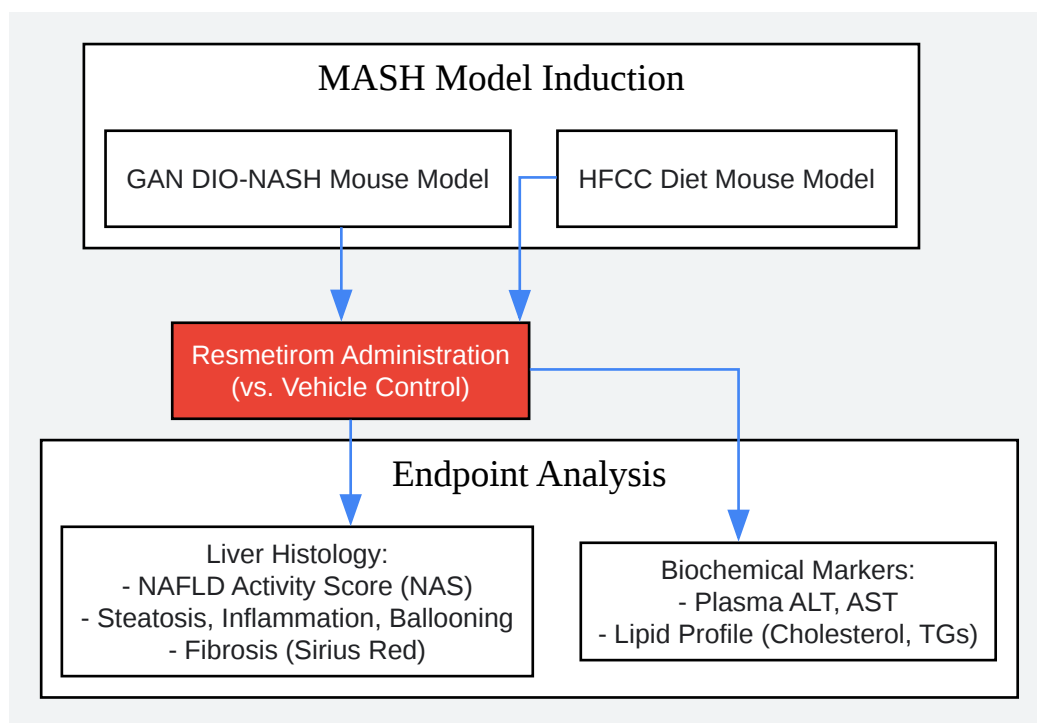 MASH Model Induction
GAN DIO-NASH Mouse Model
HFCC Diet Mouse Model
Resmetirom Administration
(vs. Vehicle Control)
Endpoint Analysis
Liver Histology:
- NAFLD Activity Score (NAS)
- Steatosis, Inflammation, Ballooning
- Fibrosis (Sirius Red)
Biochemical Markers:
- Plasma ALT, AST
- Lipid Profile (Cholesterol, TGs)